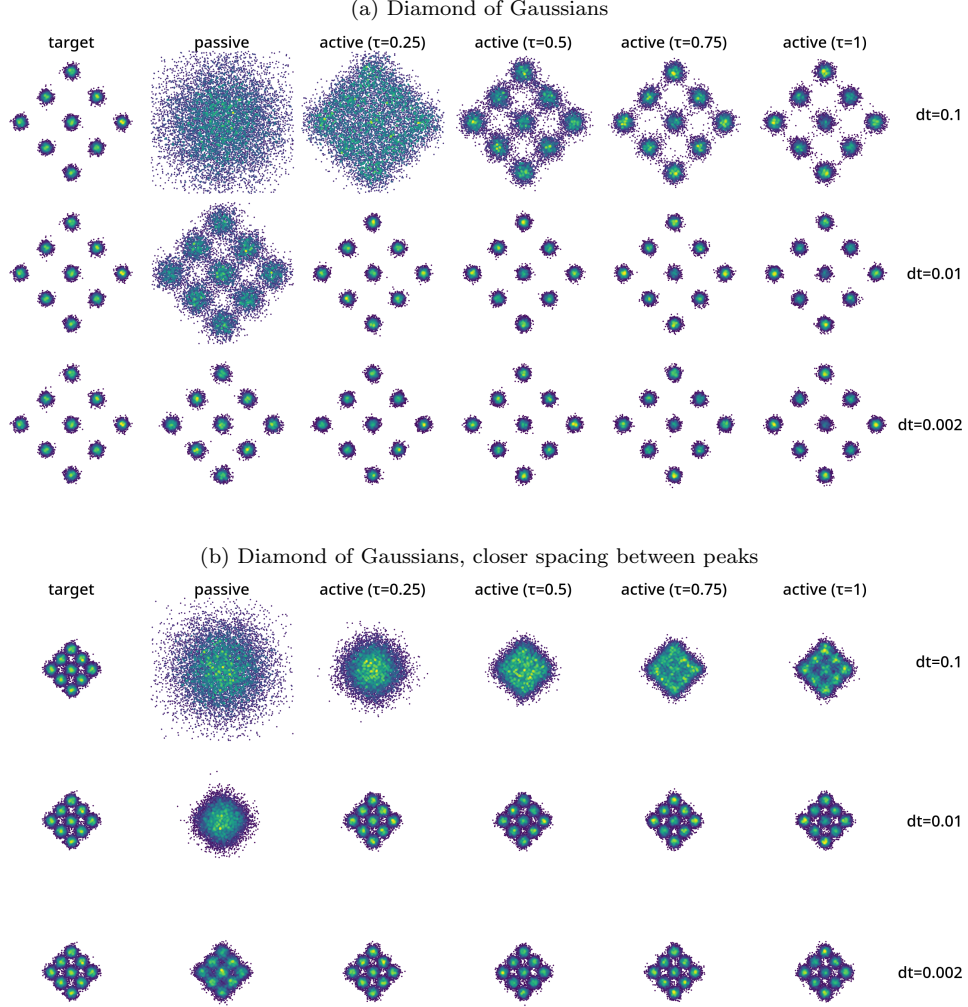 (a) Diamond of Gaussians
target passive active (τ=0.25) active (τ=0.5) active (τ=0.75) active (τ=1)
dt=0.1
dt=0.01
dt=0.002
(b) Diamond of Gaussians, closer spacing between peaks
target passive active (τ=0.25) active (τ=0.5) active (τ=0.75) active (τ=1)
dt=0.1
dt=0.01
dt=0.002